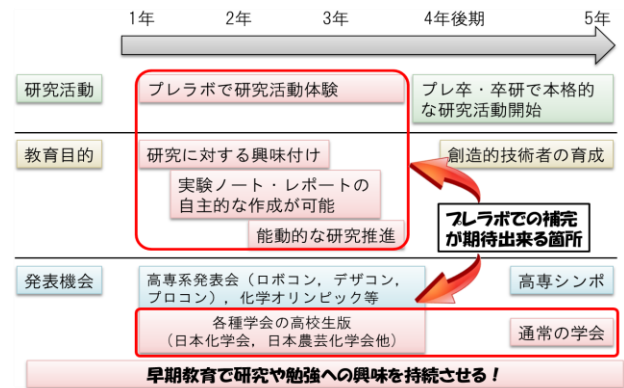 1年 2年 3年 4年後期 5年
研究活動
プレラボで研究活動体験
プレ卒・卒研で本格的
な研究活動開始
教育目的
研究に対する興味付け
創造的技術者の育成
実験ノート・レポートの
自主的な作成が可能
能動的な研究推進
プレラボでの補完
が期待出来る箇所
発表機会
高専系発表会（ロボコン，デザコン，
プロコン），化学オリンピック等
高専シンポ
各種学会の高校生版
（日本化学会，日本農芸化学会他）
通常の学会
早期教育で研究や勉強への興味を持続させる！